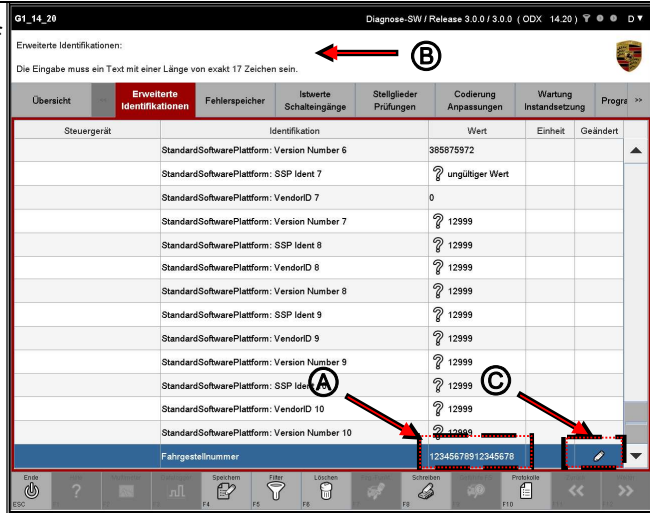 G1_14_20 Diagnose-SW / Release 3.0.0 / 3.0.0 ( ODX 14.20 ) D
Erweiterte Identifikationen:
B
Die Eingabe muss ein Text mit einer Länge von exakt 17 Zeichen sein.
Übersicht Erweiterte Identifikationen Fehlerspeicher Istwerte Schalteingänge Stellglieder Prüfungen Codierung Anpassungen Wartung Instandsetzung Progra >>
Steuergerät Identifikation Wert Einheit Geändert
StandardSoftwarePlattform: Version Number 6 385875972
StandardSoftwarePlattform: SSP Ident 7 ungültiger Wert
StandardSoftwarePlattform: VendorID 7 0
StandardSoftwarePlattform: Version Number 7 12999
StandardSoftwarePlattform: SSP Ident 8 12999
StandardSoftwarePlattform: VendorID 8 12999
StandardSoftwarePlattform: Version Number 8 12999
StandardSoftwarePlattform: SSP Ident 9 12999
StandardSoftwarePlattform: VendorID 9 12999
StandardSoftwarePlattform: Version Number 9 12999
StandardSoftwarePlattform: SSP 12999
A C
StandardSoftwarePlattform: VendorID 10 12999
StandardSoftwarePlattform: Version Number 10 12999
Fahrgestellnummer 12345678912345678
Ende Speichern Filter Löschen Schreiben Protokolle
ESC F4 F5 F6 F8 F10